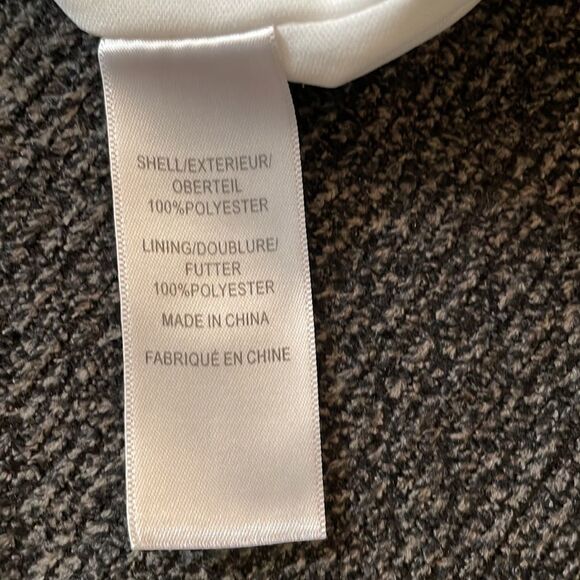 SHELL/EXTERIEUR/
OBERTEIL
100%POLYESTER
LINING/DOUBLURE/
FUTTER
100%POLYESTER
MADE IN CHINA
FABRIQUÉ EN CHINE